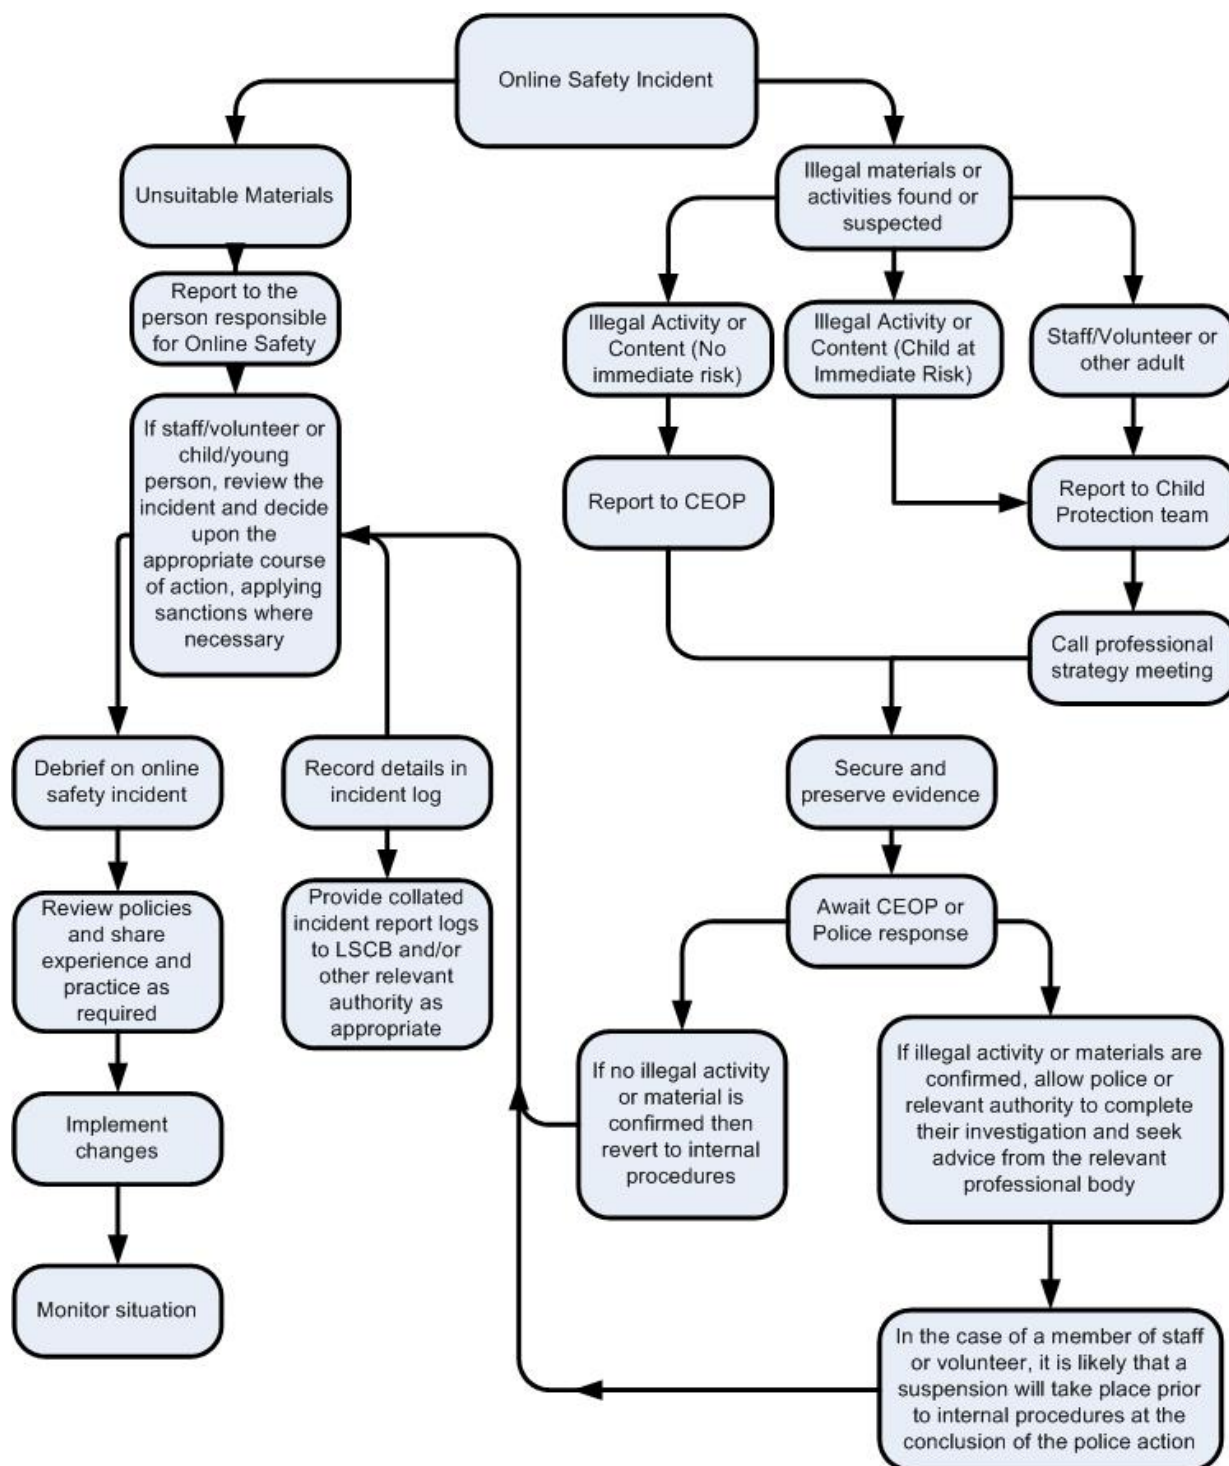 Online Safety Incident
Unsuitable Materials
Report to the
person responsible
for Online Safety
If staff/volunteer or
child/young
person, review the
incident and decide
upon the
appropriate course
of action, applying
sanctions where
necessary
Debrief on online
safety incident
Review policies
and share
experience and
practice as
required
Implement
changes
Monitor situation
Record details in
incident log
Provide collated
incident report logs
to LSCB and/or
other relevant
authority as
appropriate
Illegal materials or
activities found or
suspected
Illegal Activity or
Content (No
immediate risk)
Illegal Activity or
Content (Child at
Immediate Risk)
Staff/Volunteer or
other adult
Report to CEOP
Report to Child
Protection team
Call professional
strategy meeting
Secure and
preserve evidence
Await CEOP or
Police response
If no illegal activity
or material is
confirmed then
revert to internal
procedures
If illegal activity or materials are
confirmed, allow police or
relevant authority to complete
their investigation and seek
advice from the relevant
professional body
In the case of a member of staff
or volunteer, it is likely that a
suspension will take place prior
to internal procedures at the
conclusion of the police action